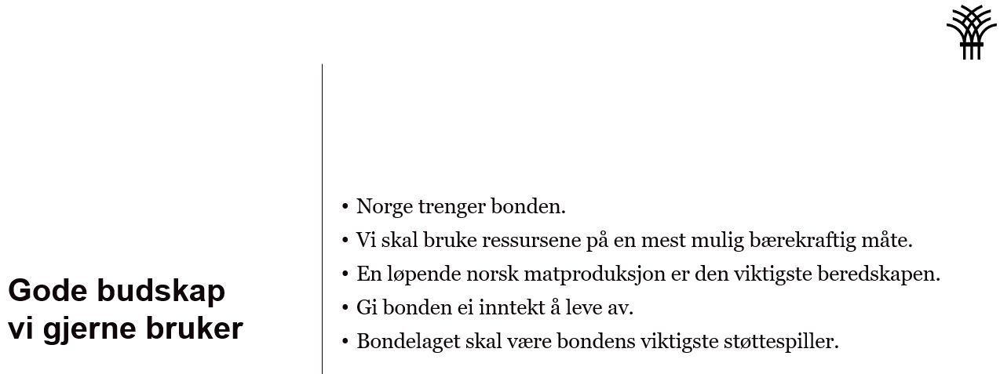 Gode budskap
vi gjerne bruker
• Norge trenger bonden.
• Vi skal bruke ressursene på en mest mulig bærekraftig måte.
• En løpende norsk matproduksjon er den viktigste beredskapen.
• Gi bonden ei inntekt å leve av.
• Bondelaget skal være bondens viktigste støttespiller.